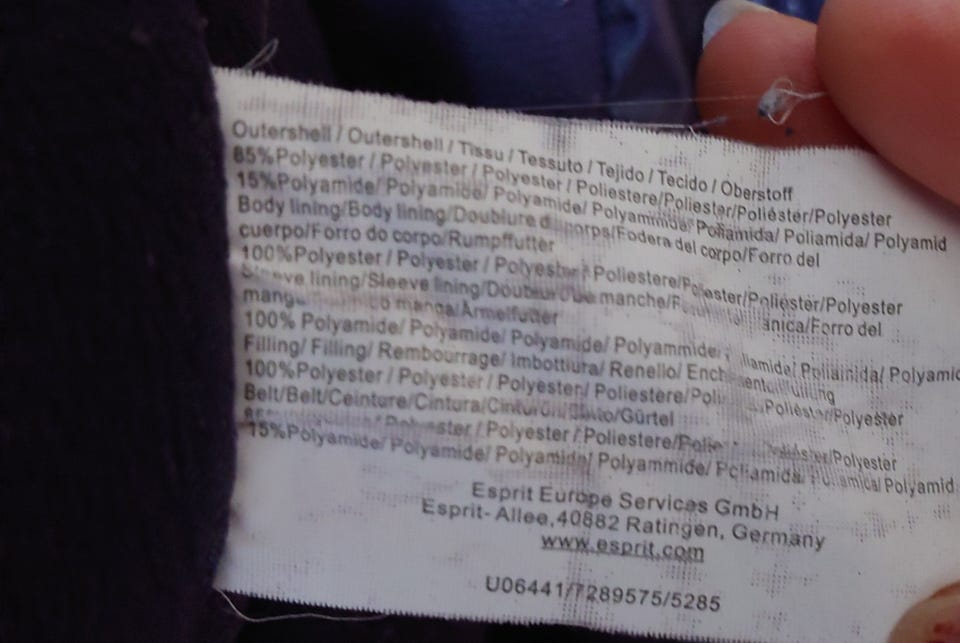 Outershell / Outershell / Tissu / Tessuto / Tejido / Tecido / Oberstoff
85%Polyester / Polyester / Polyester / Poliestere/Poliester/Poliéster/Polyester
15%Polyamide/ Polyamide/ Polyamide/ Polyammide/ Poliamida/ Poliamida/ Polyamid
Body lining/Body lining/Doublure corps/Fodera del corpo/Forro del
cuerpo/Forro do corpo/Rumpffutter
100%Polyester / Polyester / Polyester / Poliestere/Poliester/Poliéster/Polyester
Sleeve lining/Sleeve lining/Doublure manche/
manga/Ärmelfutter
100% Polyamide/ Polyamide/ Polyamide/ Polyammide/ Poliamida/ Polyamid
Filling/ Filling/ Rembourrage/ Imbottitura/ Renello/
100%Polyester / Polyester / Polyester/ Poliestere/ Poliéster/Polyester
Belt/Belt/Ceinture/Cintura/Cinturón/Cinto/Gürtel
Polyester / Polyester / Poliestere/ /Polyester
15%Polyamide/ Polyamide/ Polyamide/ Polyammide/ Poliamida/ Polyamid
Esprit Europe Services GmbH
Esprit-Allee,40882 Ratingen, Germany
www.esprit.com
U06441/7289575/5285